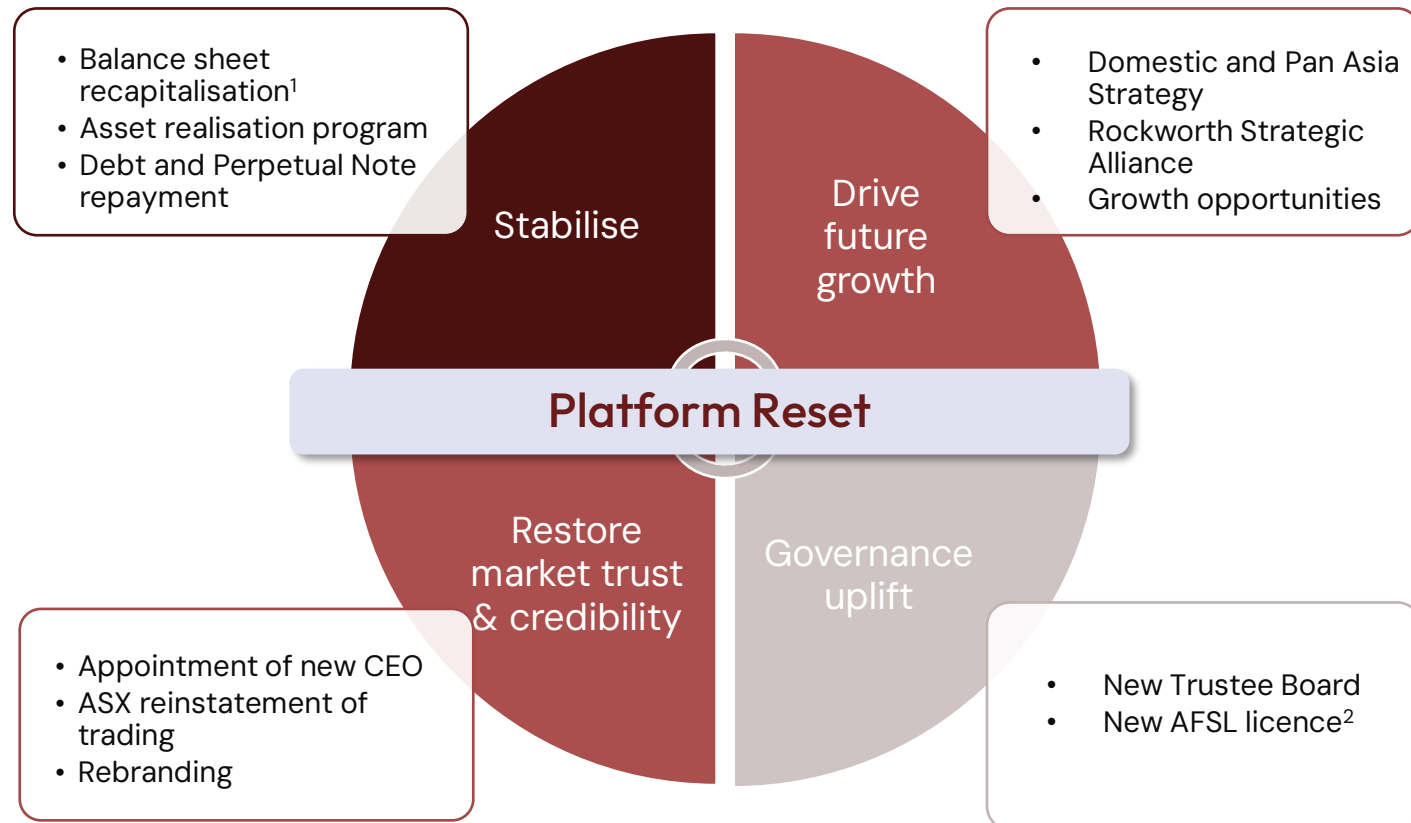 • Balance sheet
recapitalisation¹
• Asset realisation program
• Debt and Perpetual Note
repayment
Stabilise
• Domestic and Pan Asia
Strategy
• Rockworth Strategic
Alliance
• Growth opportunities
Drive
future
growth
Platform Reset
Restore
market trust
& credibility
• Appointment of new CEO
• ASX reinstatement of
trading
• Rebranding
Governance
uplift
• New Trustee Board
• New AFSL licence²